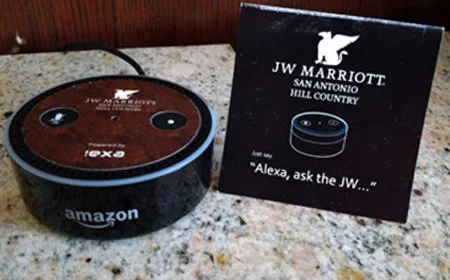 JW MARRIOTT
SAN ANTONIO
HILL COUNTRY
Powered by
amazon
JW MARRIOTT
SAN ANTONIO
HILL COUNTRY
Just say
"Alexa, ask the JW..."